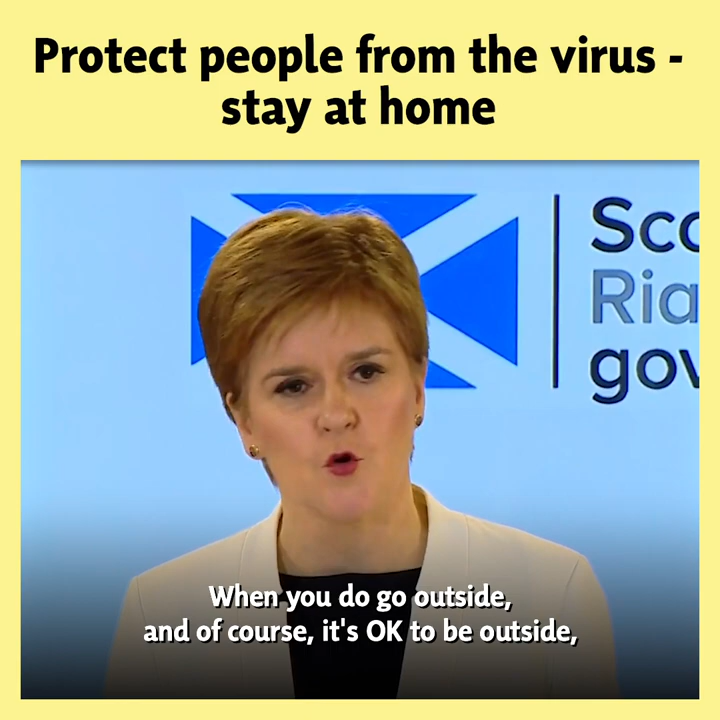 Protect people from the virus -
stay at home
Sco
Ria
gov
When you do go outside,
and of course, it's OK to be outside,